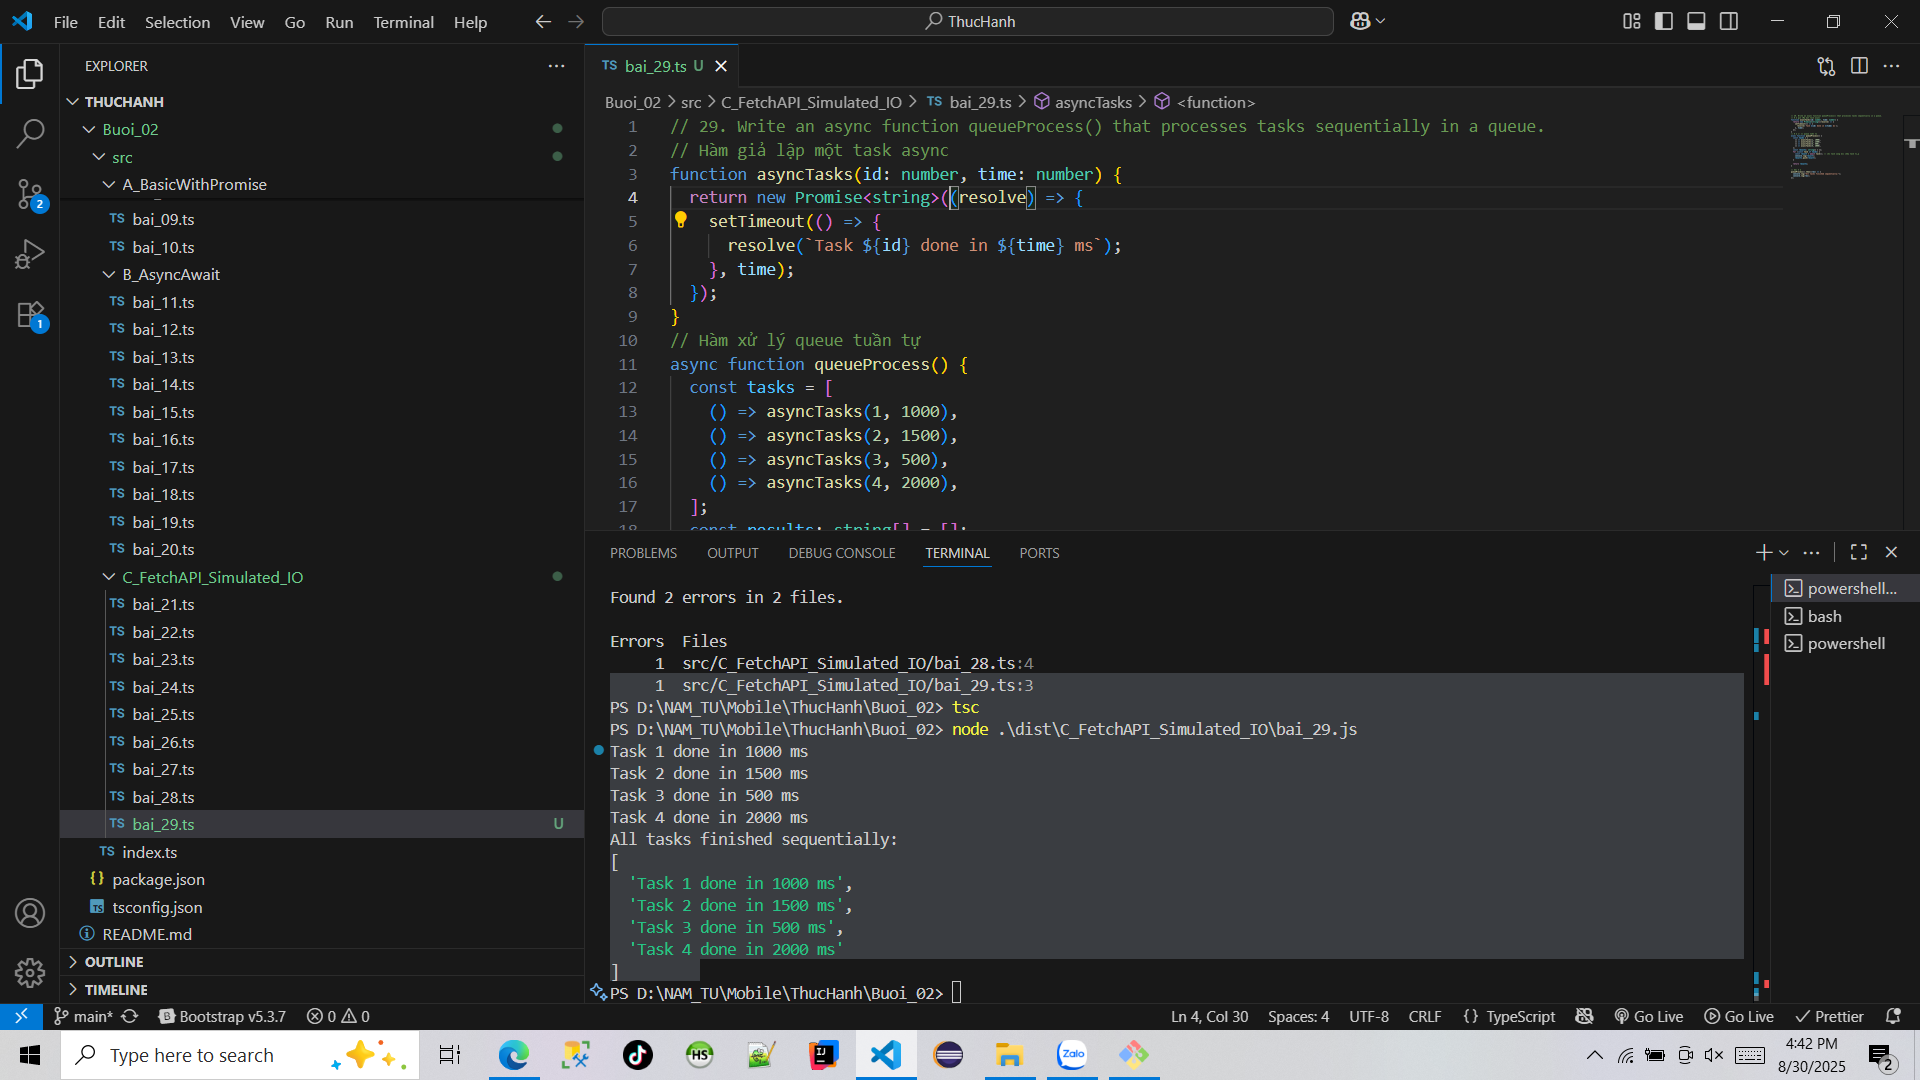 File Edit Selection View Go Run Terminal Help
ThucHanh
EXPLORER
THUCHANH
Buoi_02
src
A_BasicWithPromise
TS bai_09.ts
TS bai_10.ts
B_AsyncAwait
TS bai_11.ts
TS bai_12.ts
TS bai_13.ts
TS bai_14.ts
TS bai_15.ts
TS bai_16.ts
TS bai_17.ts
TS bai_18.ts
TS bai_19.ts
TS bai_20.ts
C_FetchAPI_Simulated_IO
TS bai_21.ts
TS bai_22.ts
TS bai_23.ts
TS bai_24.ts
TS bai_25.ts
TS bai_26.ts
TS bai_27.ts
TS bai_28.ts
TS bai_29.ts U
TS index.ts
{} package.json
TS tsconfig.json
README.md
OUTLINE
TIMELINE
2
1
TS bai_29.ts U
Buoi_02 > src > C_FetchAPI_Simulated_IO > TS bai_29.ts > asyncTasks > <function>
1 // 29. Write an async function queueProcess() that processes tasks sequentially in a queue.
2 // Hàm giả lập một task async
3 function asyncTasks(id: number, time: number) {
4 return new Promise<string>((resolve) => {
5 setTimeout(() => {
6 resolve(`Task ${id} done in ${time} ms`);
7 }, time);
8 });
9 }
10 // Hàm xử lý queue tuần tự
11 async function queueProcess() {
12 const tasks = [
13 () => asyncTasks(1, 1000),
14 () => asyncTasks(2, 1500),
15 () => asyncTasks(3, 500),
16 () => asyncTasks(4, 2000),
17 ];
18 const results: string[] = [];
PROBLEMS OUTPUT DEBUG CONSOLE TERMINAL PORTS
Found 2 errors in 2 files.
Errors Files
1 src/C_FetchAPI_Simulated_IO/bai_28.ts:4
1 src/C_FetchAPI_Simulated_IO/bai_29.ts:3
PS D:\NAM_TU\Mobile\ThucHanh\Buoi_02> tsc
PS D:\NAM_TU\Mobile\ThucHanh\Buoi_02> node .\dist\C_FetchAPI_Simulated_IO\bai_29.js
Task 1 done in 1000 ms
Task 2 done in 1500 ms
Task 3 done in 500 ms
Task 4 done in 2000 ms
All tasks finished sequentially:
[
'Task 1 done in 1000 ms',
'Task 2 done in 1500 ms',
'Task 3 done in 500 ms',
'Task 4 done in 2000 ms'
]
PS D:\NAM_TU\Mobile\ThucHanh\Buoi_02>
powershell...
bash
powershell
main* Bootstrap v5.3.7 0 0 Ln 4, Col 30 Spaces: 4 UTF-8 CRLF {} TypeScript Go Live Go Live Prettier
Type here to search
HS
IJ
Zalo
4:42 PM
8/30/2025
2